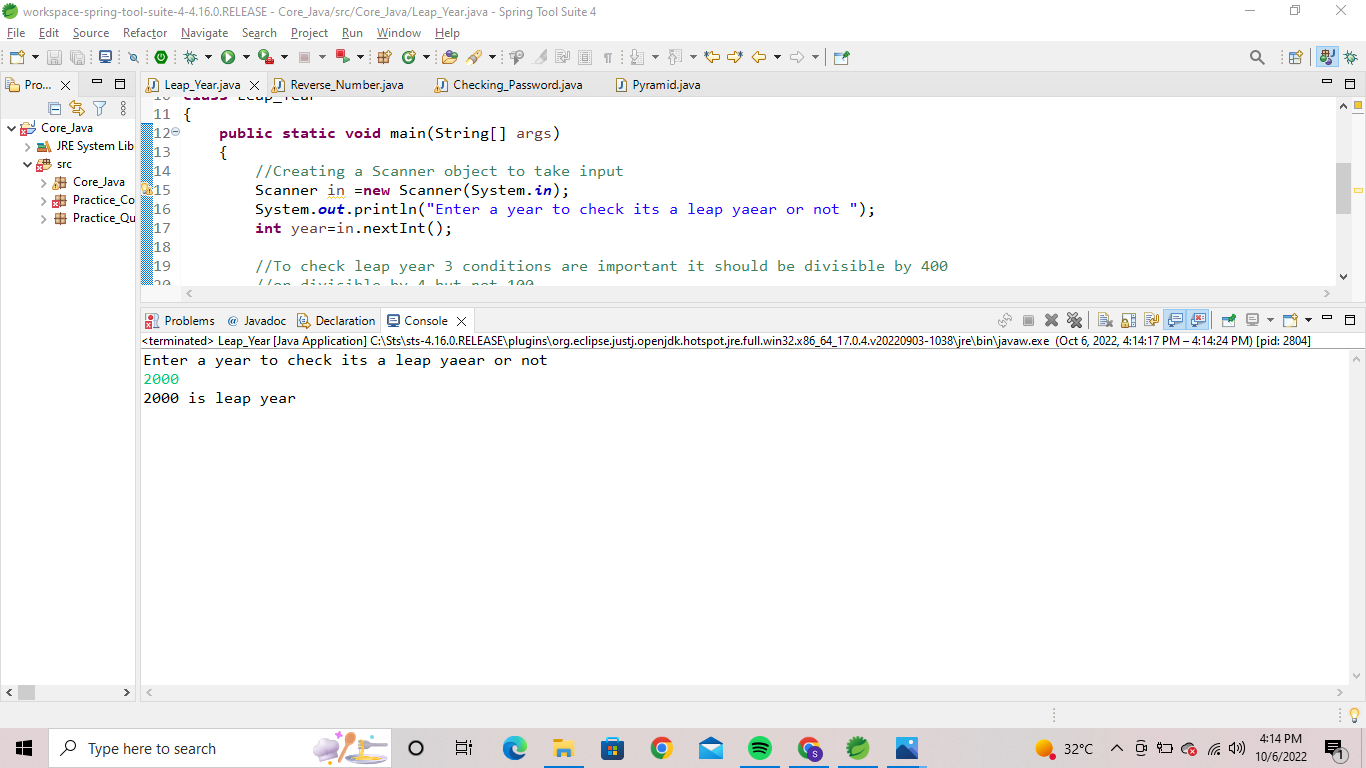 workspace-spring-tool-suite-4-4.16.0.RELEASE - Core_Java/src/Core_Java/Leap_Year.java - Spring Tool Suite 4
File Edit Source Refactor Navigate Search Project Run Window Help
Pro... Leap_Year.java Reverse_Number.java Checking_Password.java Pyramid.java
Core_Java
JRE System Lib
src
Core_Java
Practice_Co
Practice_Qu
10 class Leap_Year
11 {
12 public static void main(String[] args)
13 {
14 //Creating a Scanner object to take input
15 Scanner in =new Scanner(System.in);
16 System.out.println("Enter a year to check its a leap yaear or not ");
17 int year=in.nextInt();
18
19 //To check leap year 3 conditions are important it should be divisible by 400
20 //or divisible by 4 but not 100
Problems @ Javadoc Declaration Console
<terminated> Leap_Year [Java Application] C:\Sts\sts-4.16.0.RELEASE\plugins\org.eclipse.justj.openjdk.hotspot.jre.full.win32.x86_64_17.0.4.v20220903-1038\jre\bin\javaw.exe (Oct 6, 2022, 4:14:17 PM – 4:14:24 PM) [pid: 2804]
Enter a year to check its a leap yaear or not
2000
2000 is leap year
Type here to search
32°C
4:14 PM
10/6/2022
1